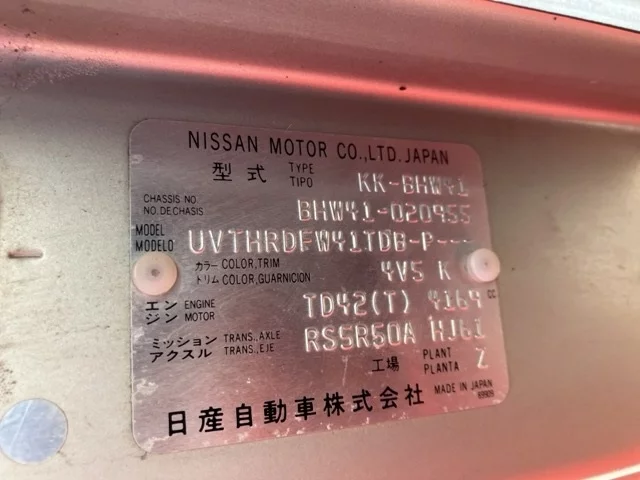 NISSAN MOTOR CO., LTD. JAPAN
型式 TYPE TIPO KK-BHW41
CHASSIS NO. NO. DE CHASIS BHW41-020955
MODEL MODELO UVTHRDFW41TDB-P---
カラー COLOR, TRIM トリム COLOR, GUARNICION 4V5 K
エンジン ENGINE MOTOR TD42(T) 4169 cc
ミッション アクスル TRANS., AXLE TRANS., EJE RS5R50A HJ61
工場 PLANT PLANTA Z
日産自動車株式会社 MADE IN JAPAN